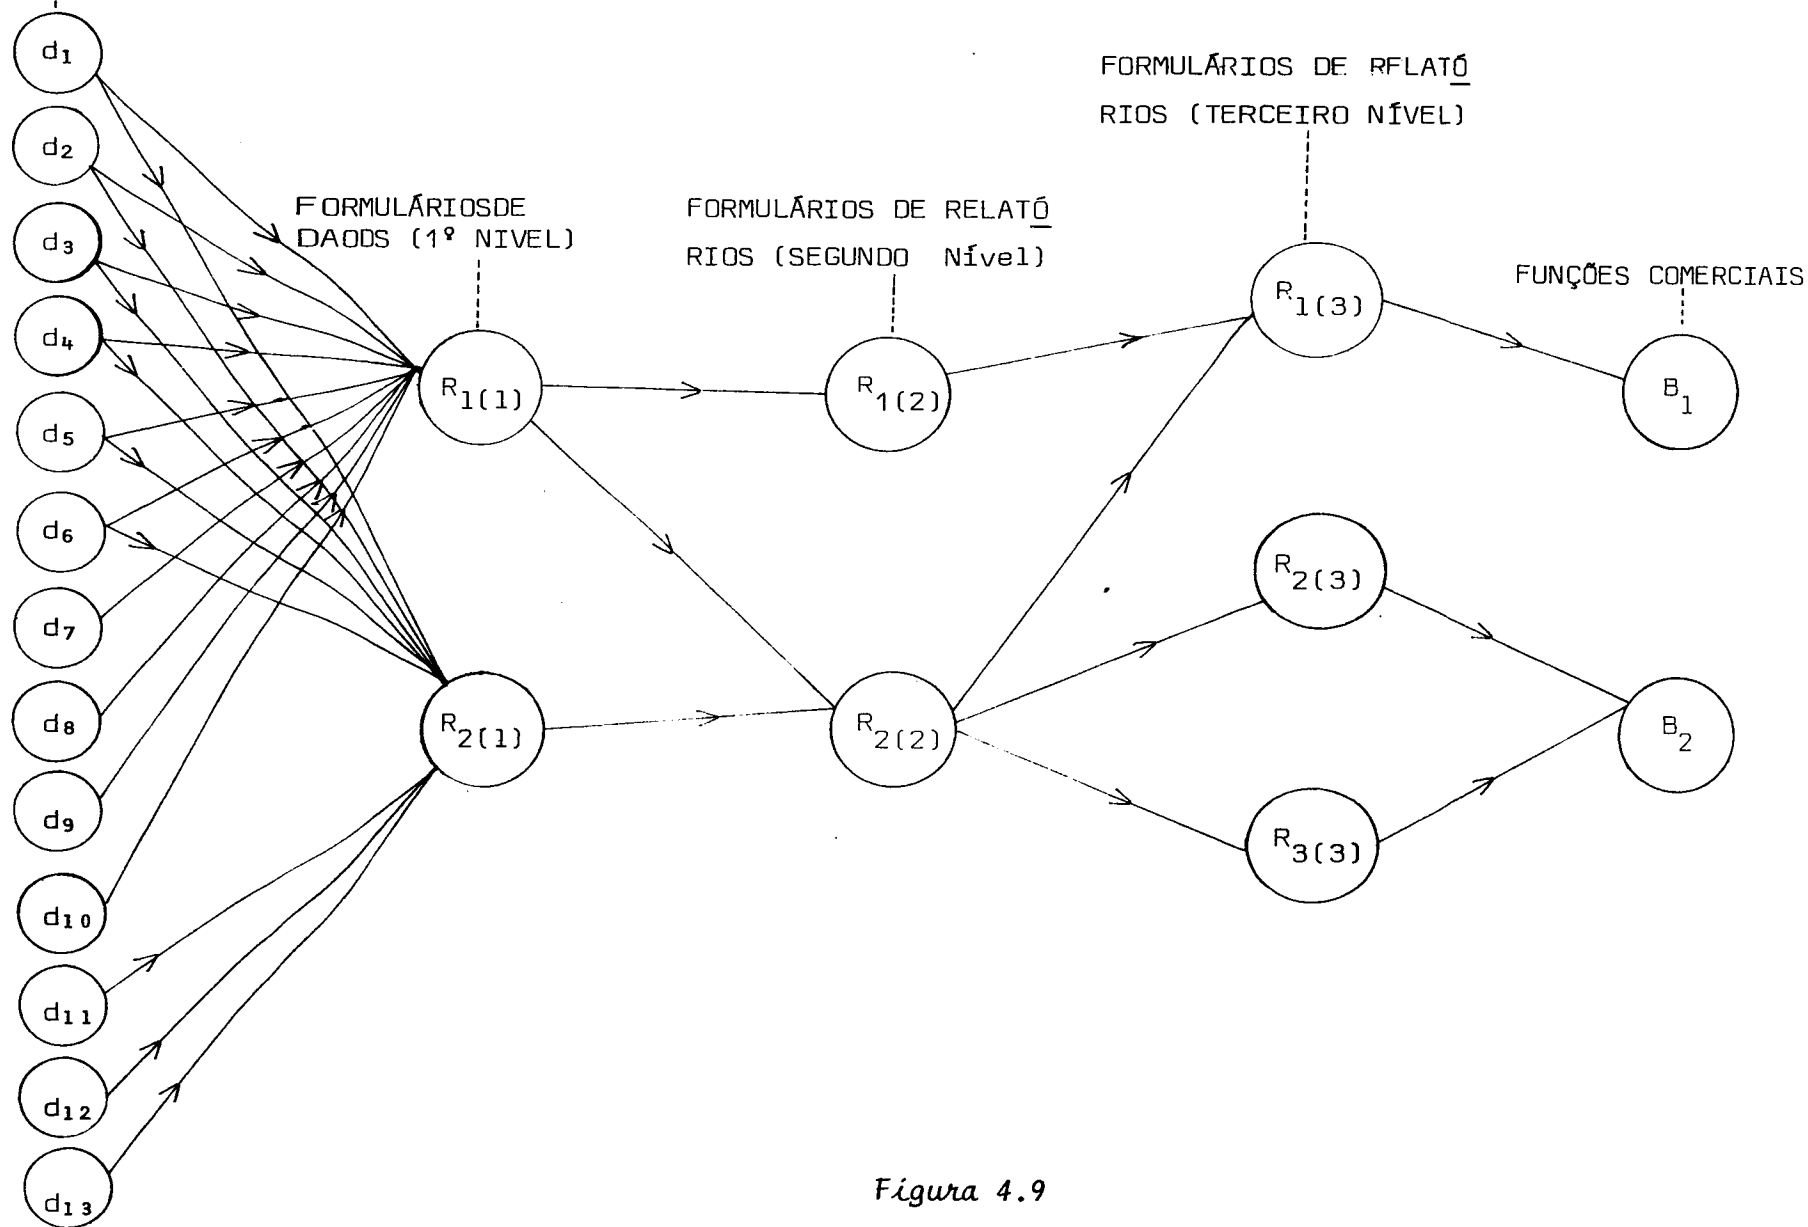 FORMULÁRIOS DE RFLATÓ
RIOS (TERCEIRO NÍVEL)
FORMULÁRIOSDE
DAODS (1º NIVEL)
FORMULÁRIOS DE RELATÓ
RIOS (SEGUNDO Nível)
FUNÇÕES COMERCIAIS
d1
d2
d3
d4
d5
d6
d7
d8
d9
d10
d11
d12
d13
R1(1)
R2(1)
R1(2)
R2(2)
R1(3)
R2(3)
R3(3)
B1
B2
Figura 4.9